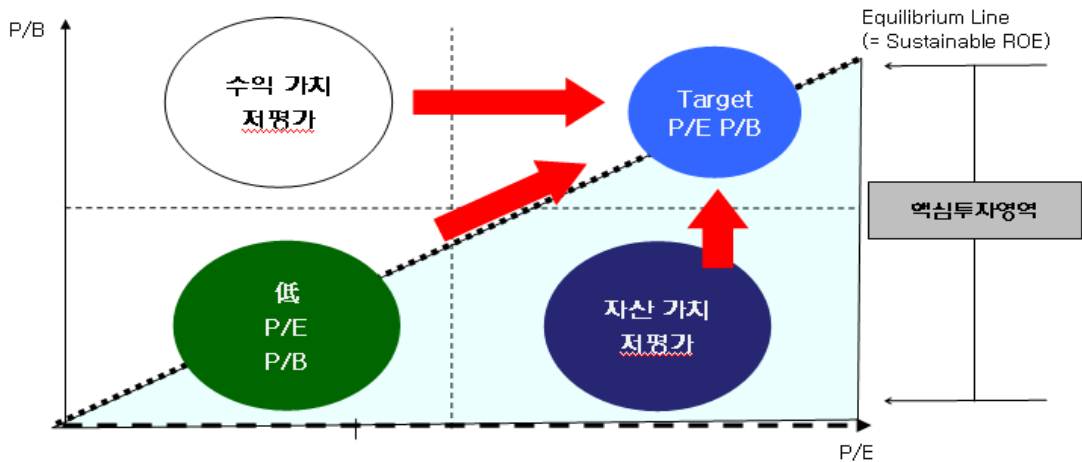 P/B
Equilibrium Line
(= Sustainable ROE)
수익 가치
저평가
Target
P/E P/B
핵심투자영역
低
P/E
P/B
자산 가치
저평가
P/E